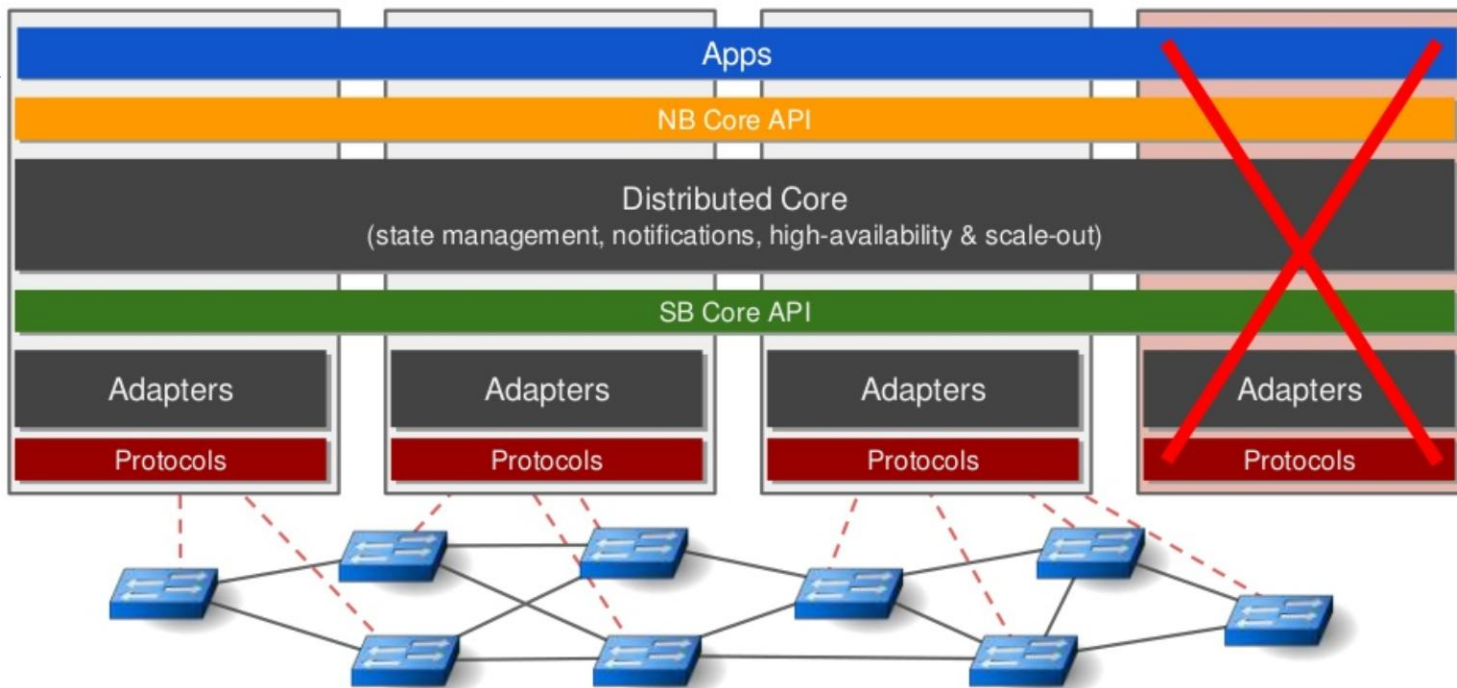 Apps
NB Core API
Distributed Core
(state management, notifications, high-availability & scale-out)
SB Core API
Adapters
Adapters
Adapters
Adapters
Protocols
Protocols
Protocols
Protocols